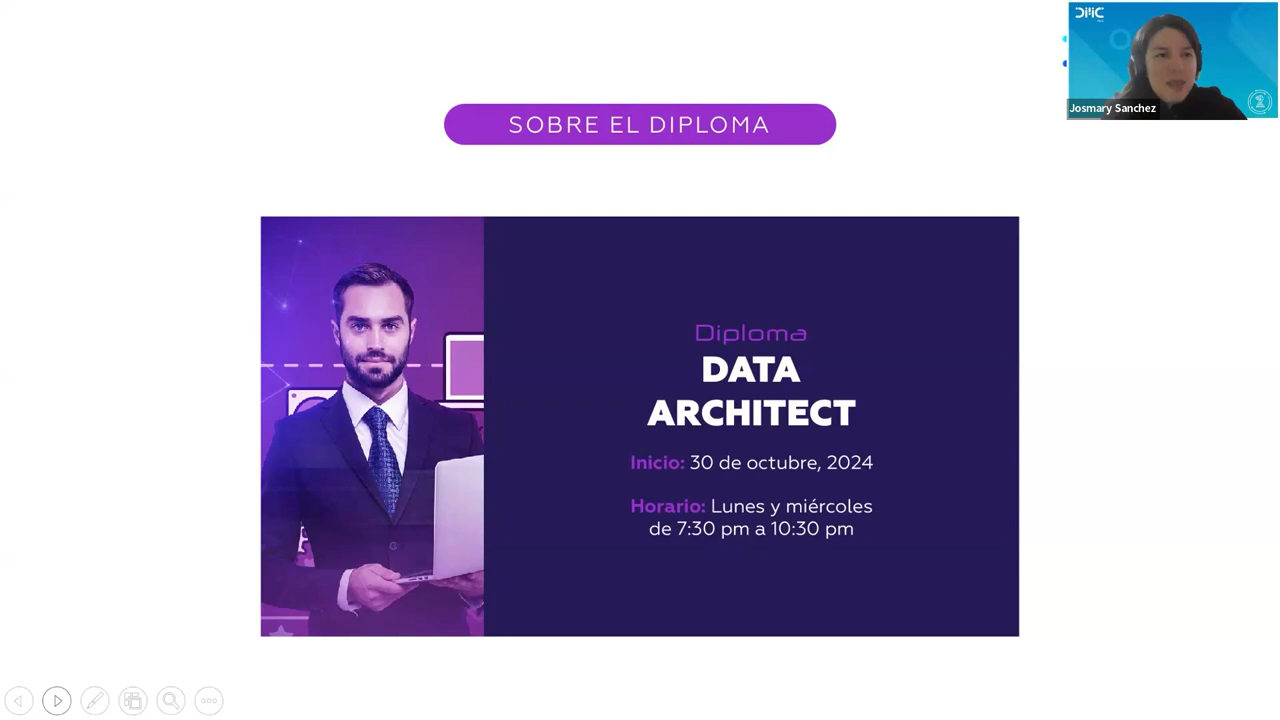 DMC
Josmary Sanchez
SOBRE EL DIPLOMA
Diploma
DATA
ARCHITECT
Inicio: 30 de octubre, 2024
Horario: Lunes y miércoles
de 7:30 pm a 10:30 pm